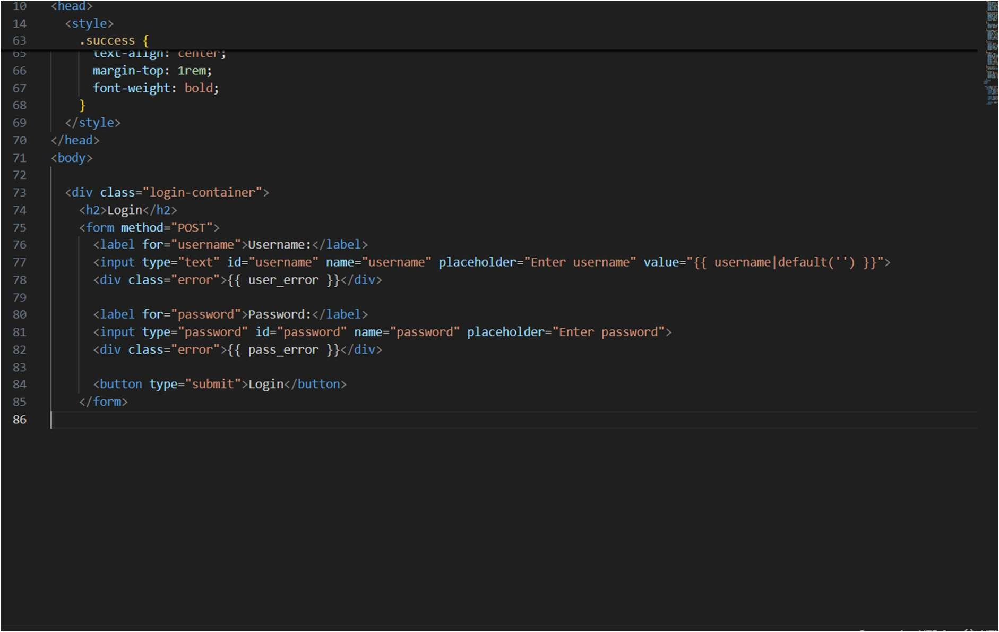 10 <head>
14 <style>
63 .success {
65 text-align: center;
66 margin-top: 1rem;
67 font-weight: bold;
68 }
69 </style>
70 </head>
71 <body>
72
73 <div class="login-container">
74 <h2>Login</h2>
75 <form method="POST">
76 <label for="username">Username:</label>
77 <input type="text" id="username" name="username" placeholder="Enter username" value="{{ username|default('') }}">
78 <div class="error">{{ user_error }}</div>
79
80 <label for="password">Password:</label>
81 <input type="password" id="password" name="password" placeholder="Enter password">
82 <div class="error">{{ pass_error }}</div>
83
84 <button type="submit">Login</button>
85 </form>
86